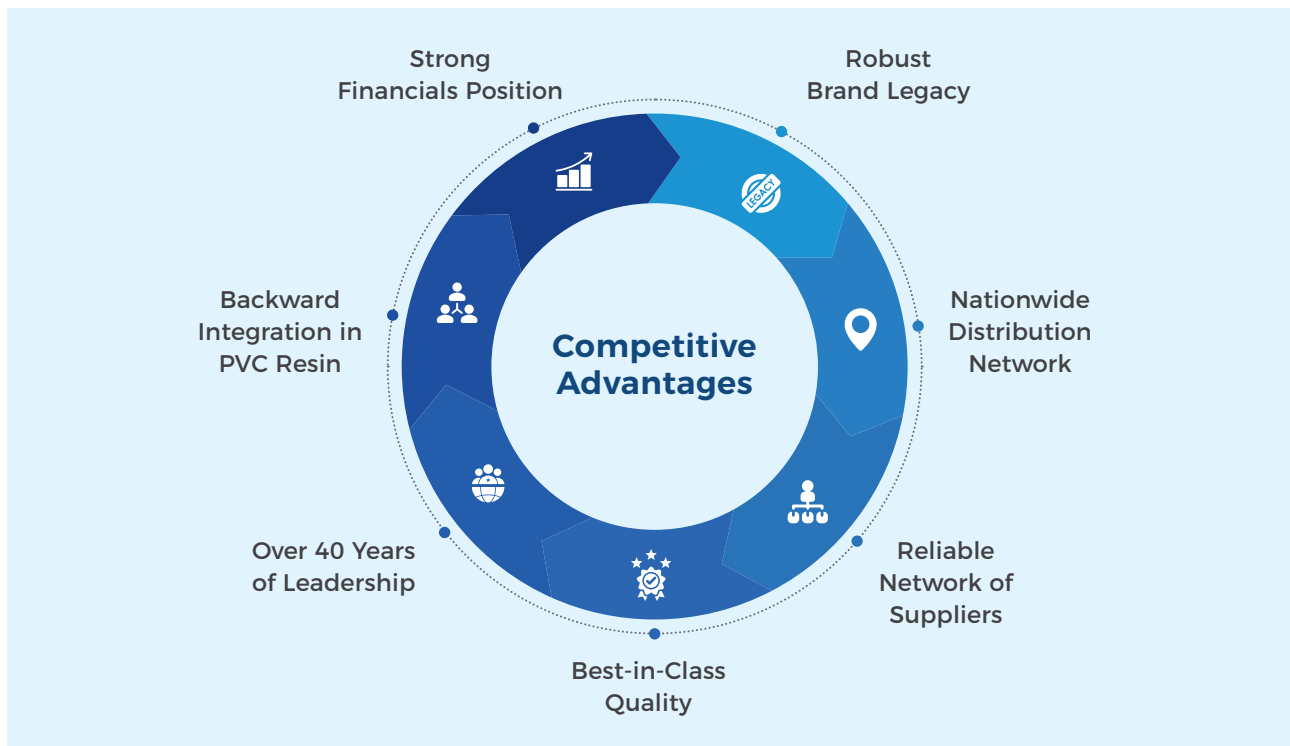 Strong
Financials Position
Robust
Brand Legacy
LEGACY
Nationwide
Distribution
Network
Reliable
Network of
Suppliers
Best-in-Class
Quality
Over 40 Years
of Leadership
Backward
Integration in
PVC Resin
Competitive
Advantages